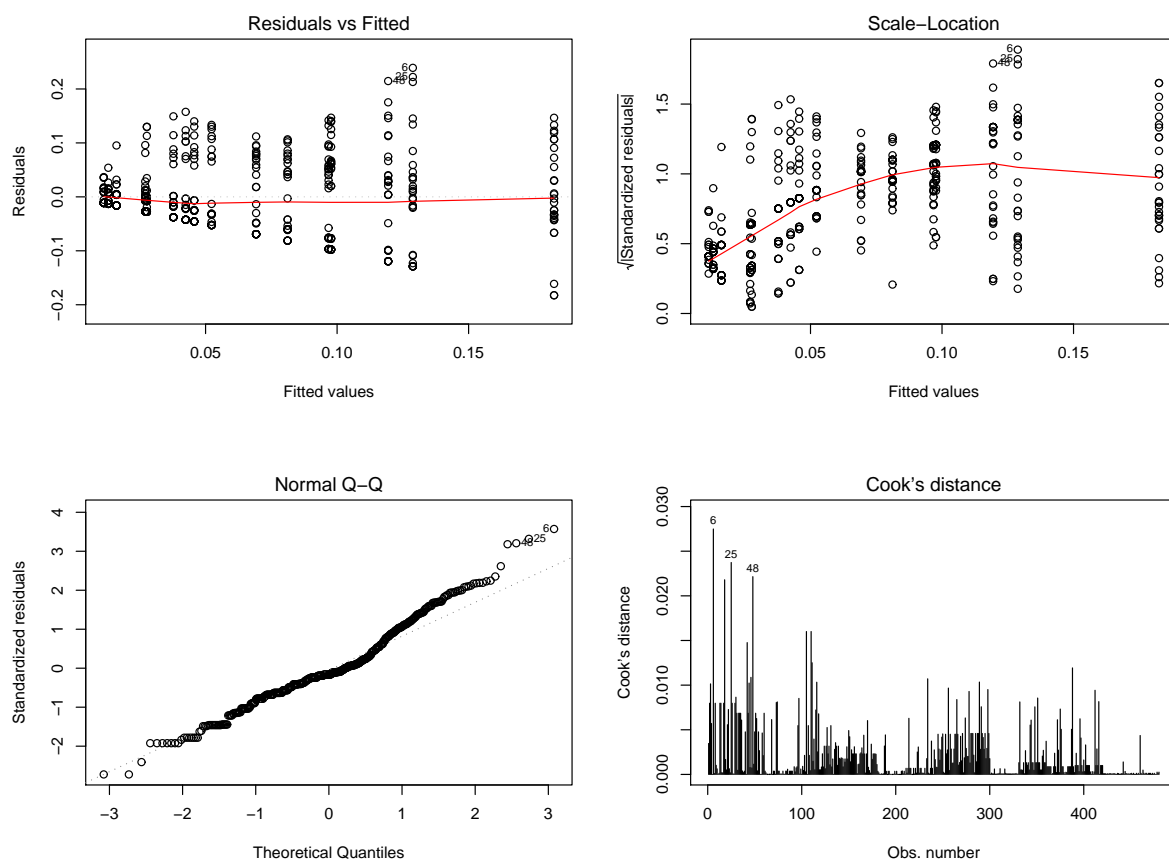 Residuals vs Fitted
Residuals
0.2
0.1
0.0
−0.1
−0.2
6
25
48
0.05 0.10 0.15
Fitted values
Scale−Location
√|Standardized residuals|
1.5
1.0
0.5
0.0
6
25
48
0.05 0.10 0.15
Fitted values
Normal Q−Q
Standardized residuals
4
3
2
1
0
−1
−2
6
25
48
−3 −2 −1 0 1 2 3
Theoretical Quantiles
Cook's distance
Cook's distance
0.030
0.020
0.010
0.000
6
25
48
0 100 200 300 400
Obs. number